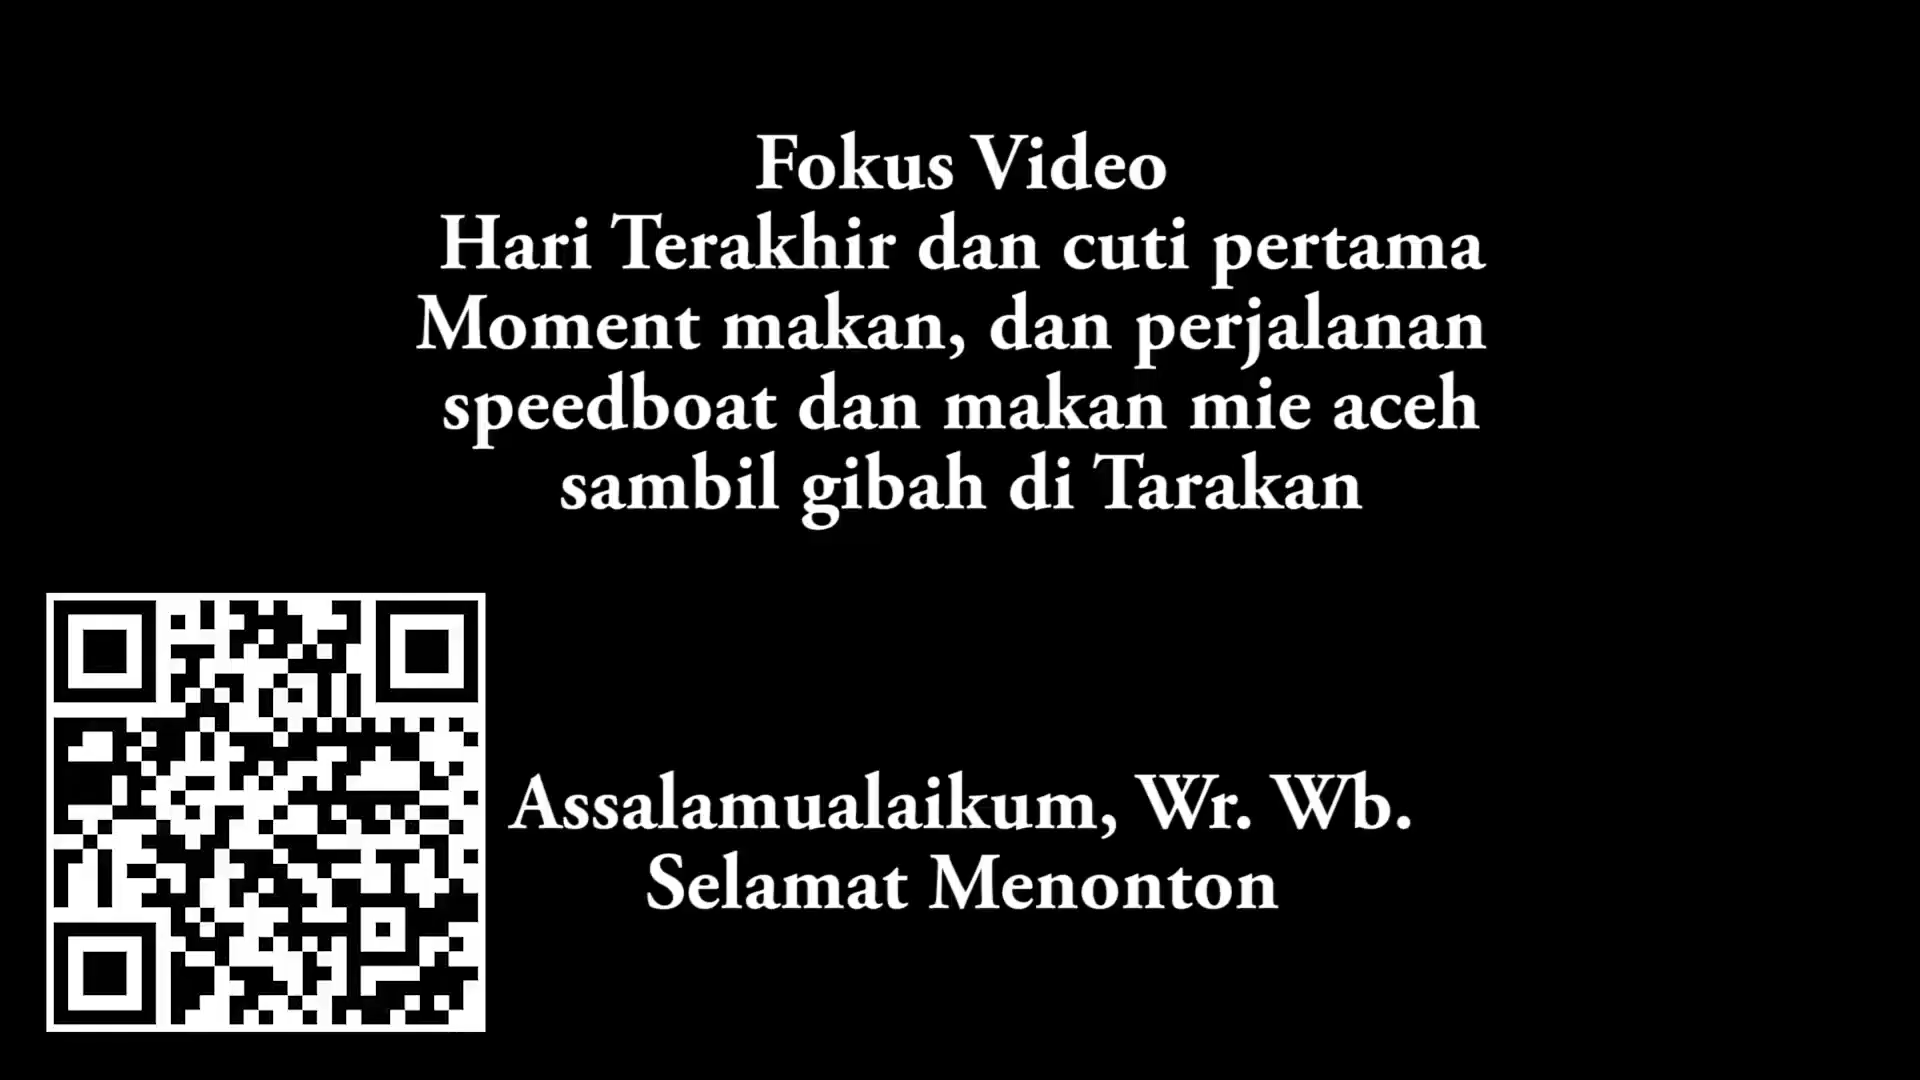 Fokus Video
Hari Terakhir dan cuti pertama
Moment makan, dan perjalanan
speedboat dan makan mie aceh
sambil gibah di Tarakan
Assalamualaikum, Wr. Wb.
Selamat Menonton